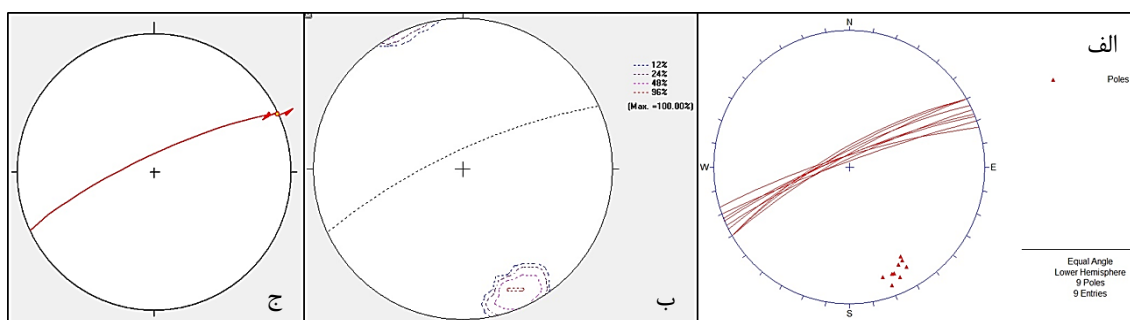 الف
Poles
N
W
E
S
Equal Angle
Lower Hemisphere
9 Poles
9 Entries
ب
12%
24%
48%
96%
(Max. =100.00%)
ج